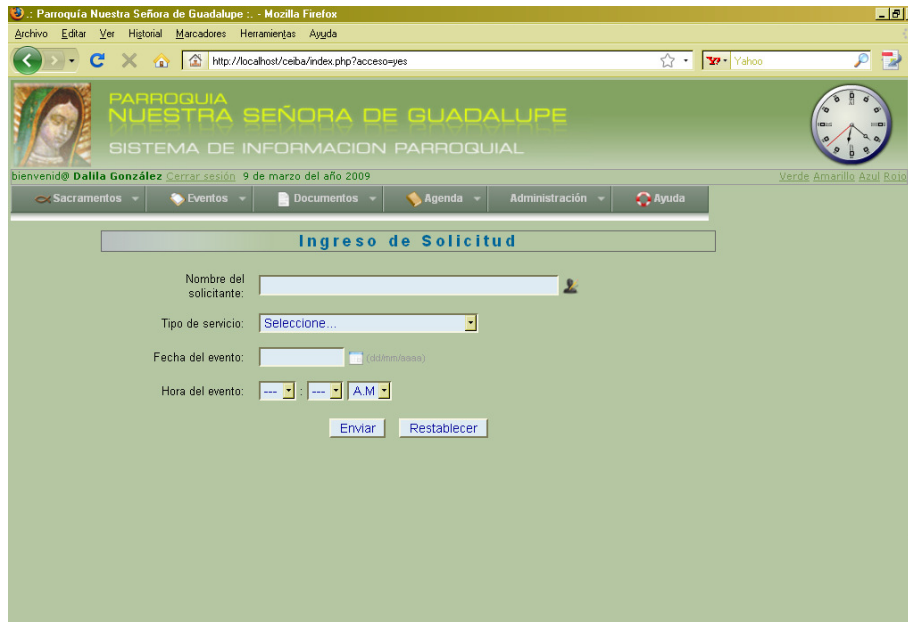 .: Parroquía Nuestra Señora de Guadalupe :. - Mozilla Firefox
Archivo Editar Ver Historial Marcadores Herramientas Ayuda
http://localhost/ceiba/index.php?acceso=yes
Yahoo
PARROQUIA
NUESTRA SEÑORA DE GUADALUPE
SISTEMA DE INFORMACION PARROQUIAL
bienvenid@ Dalila González Cerrar sesión 9 de marzo del año 2009 Verde Amarillo Azul Rojo
Sacramentos Eventos Documentos Agenda Administración Ayuda
Ingreso de Solicitud
Nombre del
solicitante:
Tipo de servicio: Seleccione...
Fecha del evento: (dd/mm/aaaa)
Hora del evento: --- : --- A.M
Enviar Restablecer